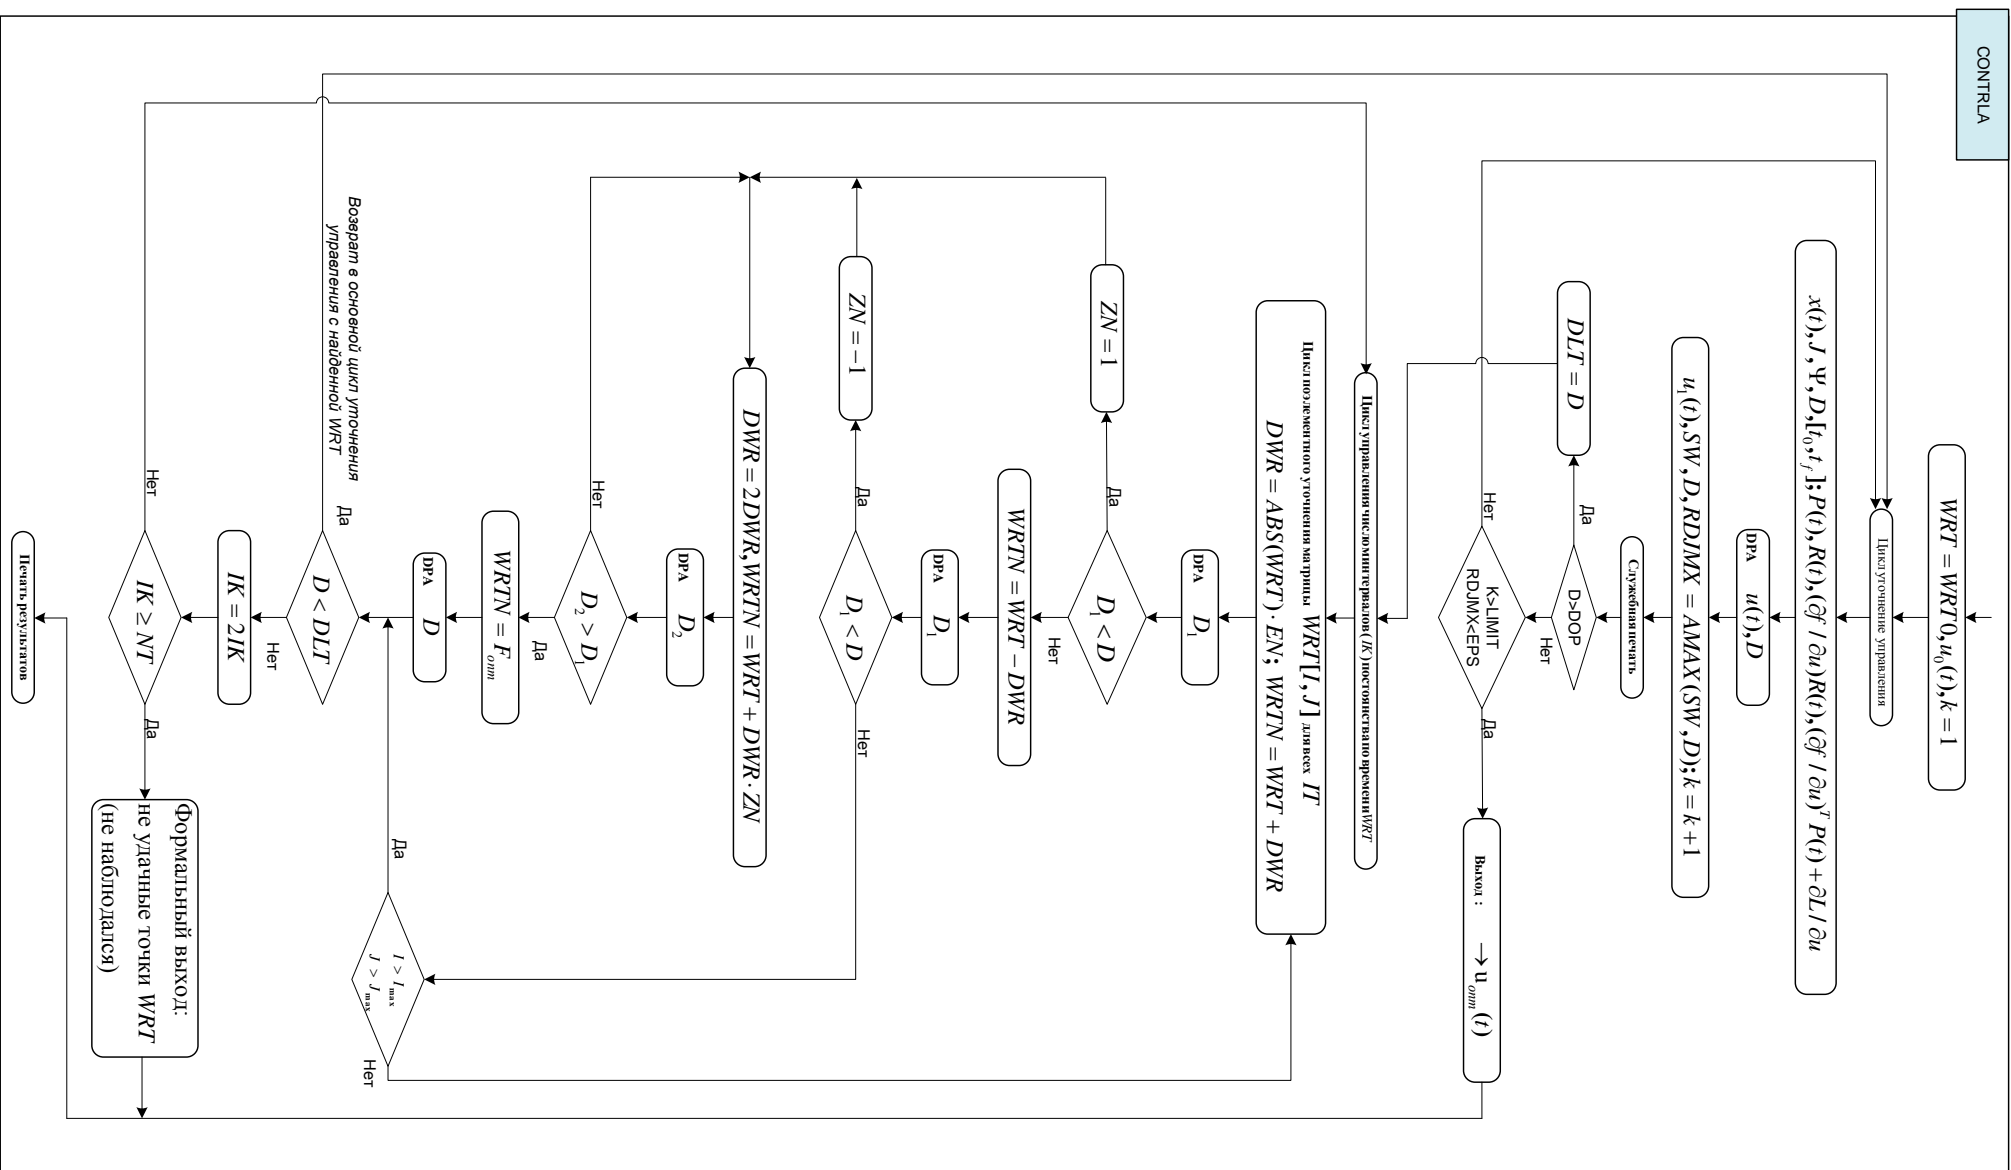 CONTRLA
WRT = WRT0, u₀(t), k = 1
Цикл уточнение управления
x(t), J, Ψ, D, [t₀, t_f]; P(t), R(t), (∂f / ∂u)R(t), (∂f / ∂u)ᵀ P(t) + ∂L / ∂u
DPA u(t), D
u₁(t), SW, D, RDJMX = AMAX(SW, D); k = k + 1
Служебная печать
D>DOP
Да
Нет
DLT = D
K>LIMIT
RDJMX<EPS
Нет
Да
Выход : → u_опт (t)
Цикл управления числом интервалов (IK) постоянства по времени WRT
Цикл поэлементного уточнения матрицы WRT[I, J] для всех IT
DWR = ABS(WRT) · EN; WRTN = WRT + DWR
DPA D₁
D₁ < D
Да
Нет
ZN = 1
WRTN = WRT − DWR
DPA D₁
D₁ < D
Да
Нет
ZN = −1
DWR = 2DWR, WRTN = WRT + DWR · ZN
DPA D₂
D₂ > D₁
Нет
Да
WRTN = F_опт
DPA D
I > I_max
J > J_max
Да
Нет
D < DLT
Да
Нет
Возврат в основной цикл уточнения
управления с найденной WRT
IK = 2IK
IK ≥ NT
Нет
Да
Формальный выход:
не удачные точки WRT
(не наблюдался)
Печать результатов